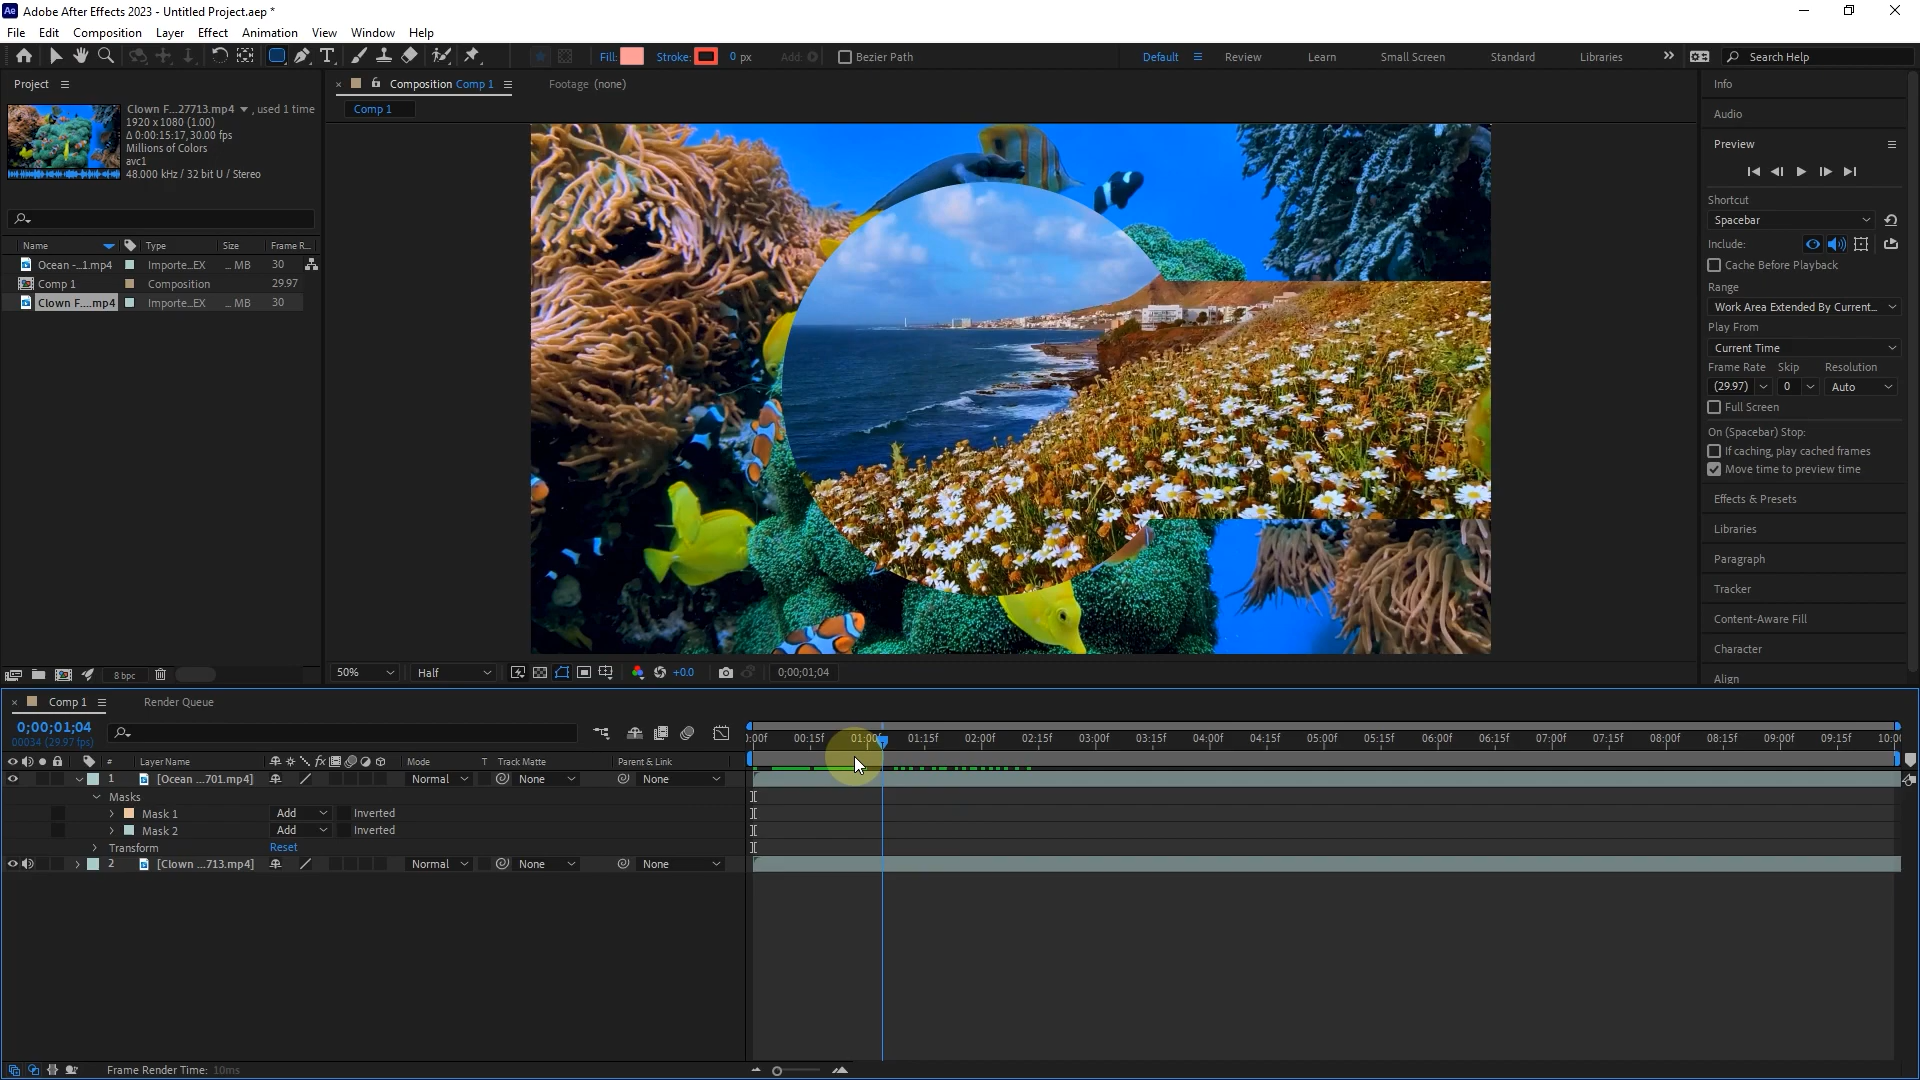 Adobe After Effects 2023 - Untitled Project.aep *
File Edit Composition Layer Effect Animation View Window Help
Fill: Stroke: 0 px Add: Bezier Path Default Review Learn Small Screen Standard Libraries Search Help
Project
Clown F...27713.mp4 , used 1 time
1920 x 1080 (1.00)
Δ 0:00:15:17, 30.00 fps
Millions of Colors
avc1
48.000 kHz / 32 bit U / Stereo
Name Type Size Frame R...
Ocean -...1.mp4 Importe...EX ... MB 30
Comp 1 Composition 29.97
Clown F....mp4 Importe...EX ... MB 30
8 bpc
Composition Comp 1 Footage (none)
Comp 1
50% Half +0.0 0;00;01;04
Info
Audio
Preview
Shortcut
Spacebar
Include:
Cache Before Playback
Range
Work Area Extended By Current...
Play From
Current Time
Frame Rate Skip Resolution
(29.97) 0 Auto
Full Screen
On (Spacebar) Stop:
If caching, play cached frames
Move time to preview time
Effects & Presets
Libraries
Paragraph
Tracker
Content-Aware Fill
Character
Align
Comp 1 Render Queue
0;00;01;04
00034 (29.97 fps)
:00f 00:15f 01:00f 01:15f 02:00f 02:15f 03:00f 03:15f 04:00f 04:15f 05:00f 05:15f 06:00f 06:15f 07:00f 07:15f 08:00f 08:15f 09:00f 09:15f 10:00
# Layer Name fx Mode T Track Matte Parent & Link
1 [Ocean ...701.mp4] Normal None None
Masks
Mask 1 Add Inverted
Mask 2 Add Inverted
Transform Reset
2 [Clown ...713.mp4] Normal None None
Frame Render Time: 10ms